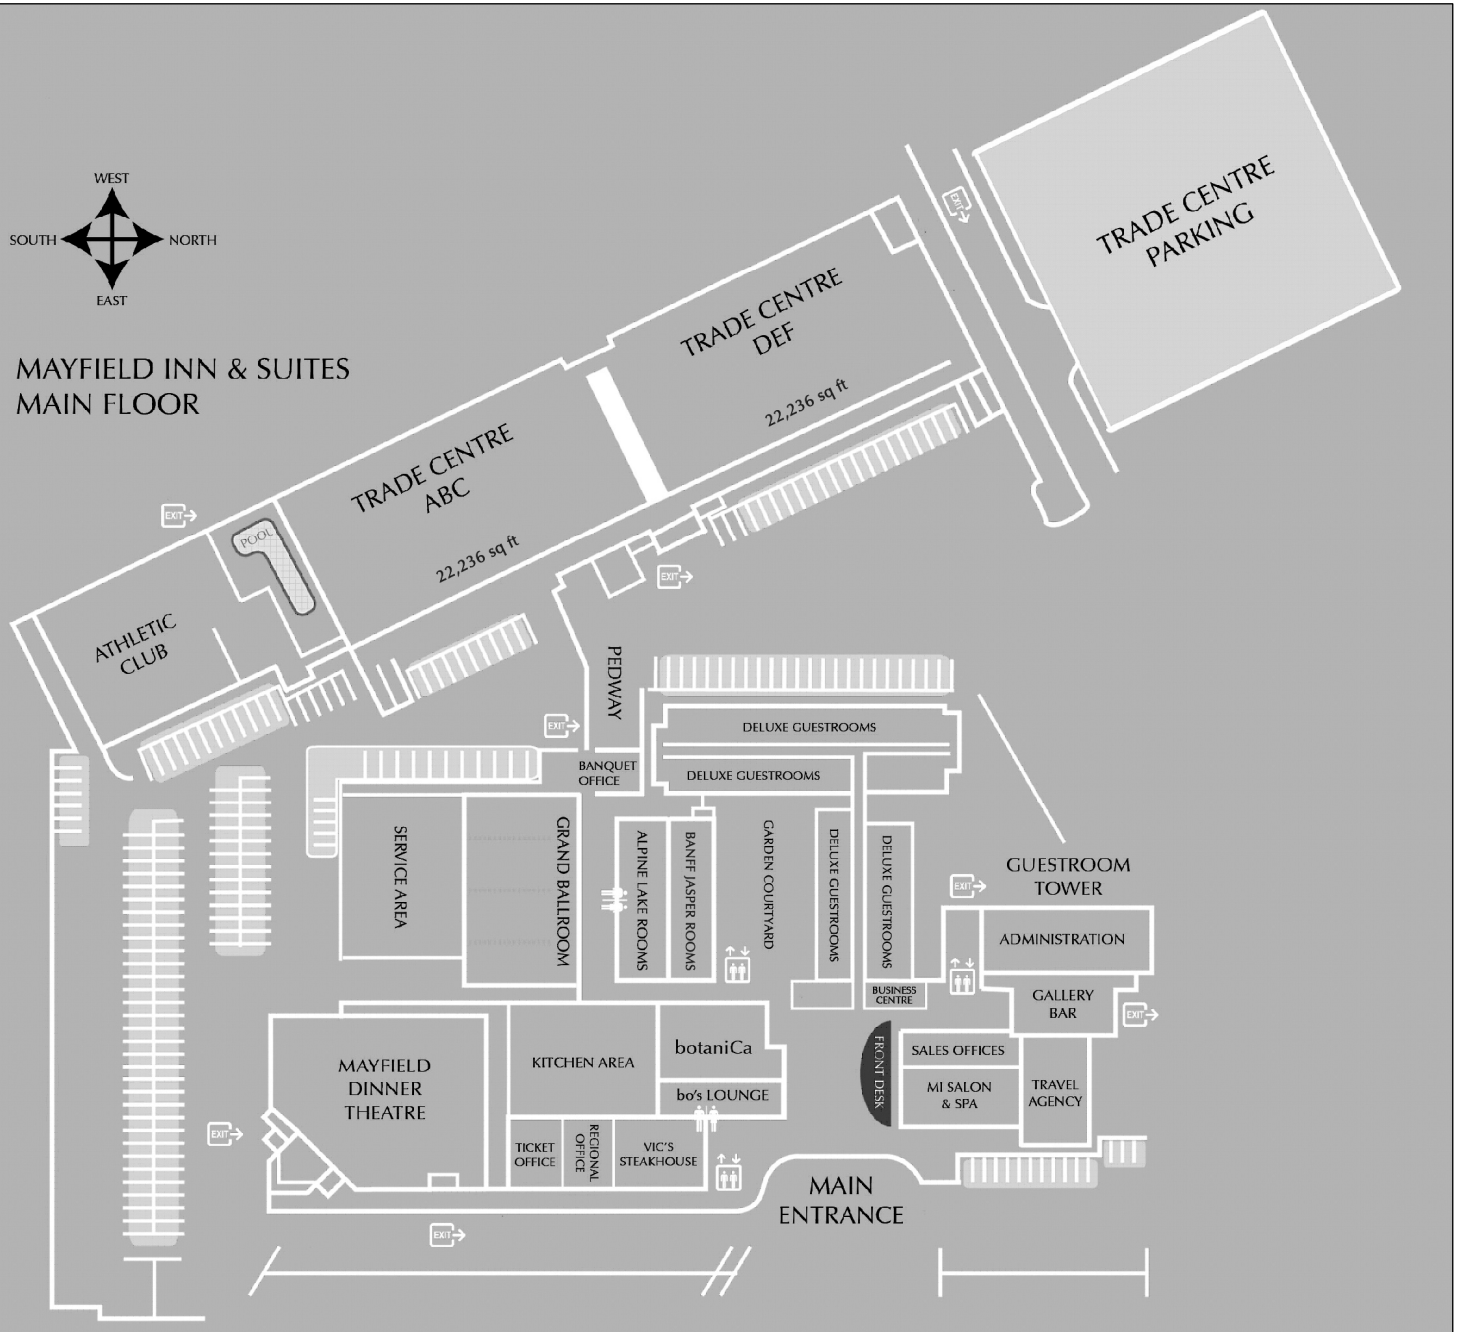 WEST
SOUTH
NORTH
EAST
MAYFIELD INN & SUITES
MAIN FLOOR
TRADE CENTRE
PARKING
EXIT
TRADE CENTRE
DEF
22,236 sq ft
TRADE CENTRE
ABC
22,236 sq ft
EXIT
POOL
ATHLETIC
CLUB
EXIT
PEDWAY
EXIT
BANQUET
OFFICE
DELUXE GUESTROOMS
DELUXE GUESTROOMS
SERVICE AREA
GRAND BALLROOM
ALPINE LAKE ROOMS
BANFF JASPER ROOMS
GARDEN COURTYARD
DELUXE GUESTROOMS
DELUXE GUESTROOMS
GUESTROOM
TOWER
EXIT
ADMINISTRATION
BUSINESS
CENTRE
GALLERY
BAR
EXIT
MAYFIELD
DINNER
THEATRE
KITCHEN AREA
botaniCa
bo's LOUNGE
FRONT DESK
SALES OFFICES
MI SALON
& SPA
TRAVEL
AGENCY
EXIT
TICKET
OFFICE
REGIONAL
OFFICE
VIC'S
STEAKHOUSE
MAIN
ENTRANCE
EXIT